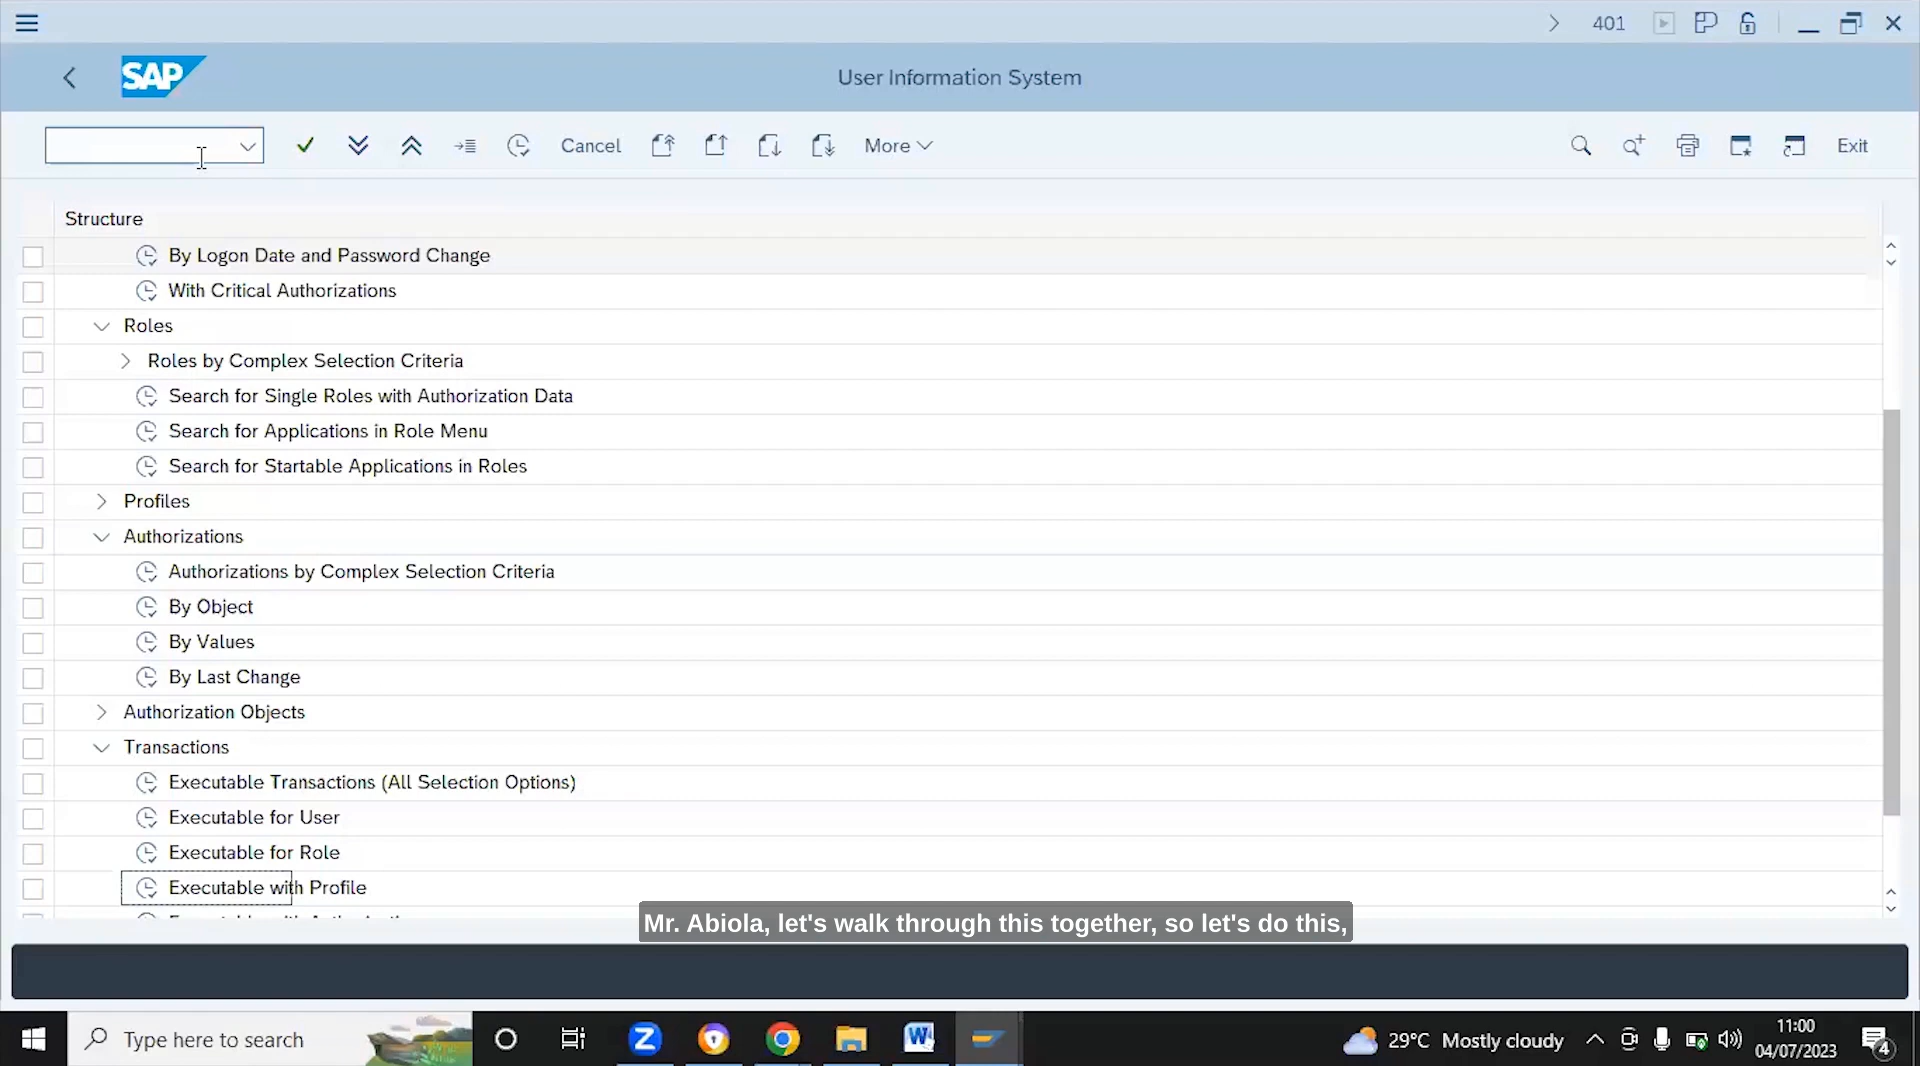 401
SAP
User Information System
Cancel
More
Exit
Structure
By Logon Date and Password Change
With Critical Authorizations
Roles
Roles by Complex Selection Criteria
Search for Single Roles with Authorization Data
Search for Applications in Role Menu
Search for Startable Applications in Roles
Profiles
Authorizations
Authorizations by Complex Selection Criteria
By Object
By Values
By Last Change
Authorization Objects
Transactions
Executable Transactions (All Selection Options)
Executable for User
Executable for Role
Executable with Profile
Mr. Abiola, let's walk through this together, so let's do this,
Type here to search
Z
W
29°C Mostly cloudy
11:00
04/07/2023
4